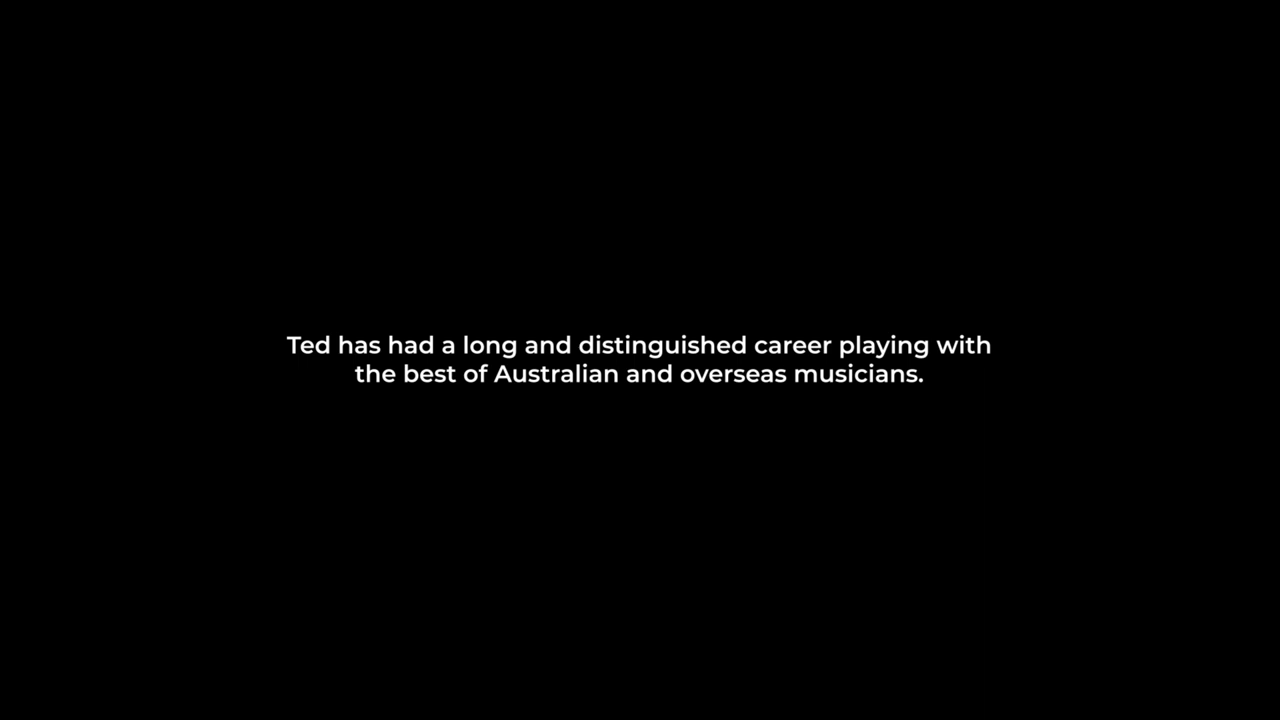 Ted has had a long and distinguished career playing with
the best of Australian and overseas musicians.